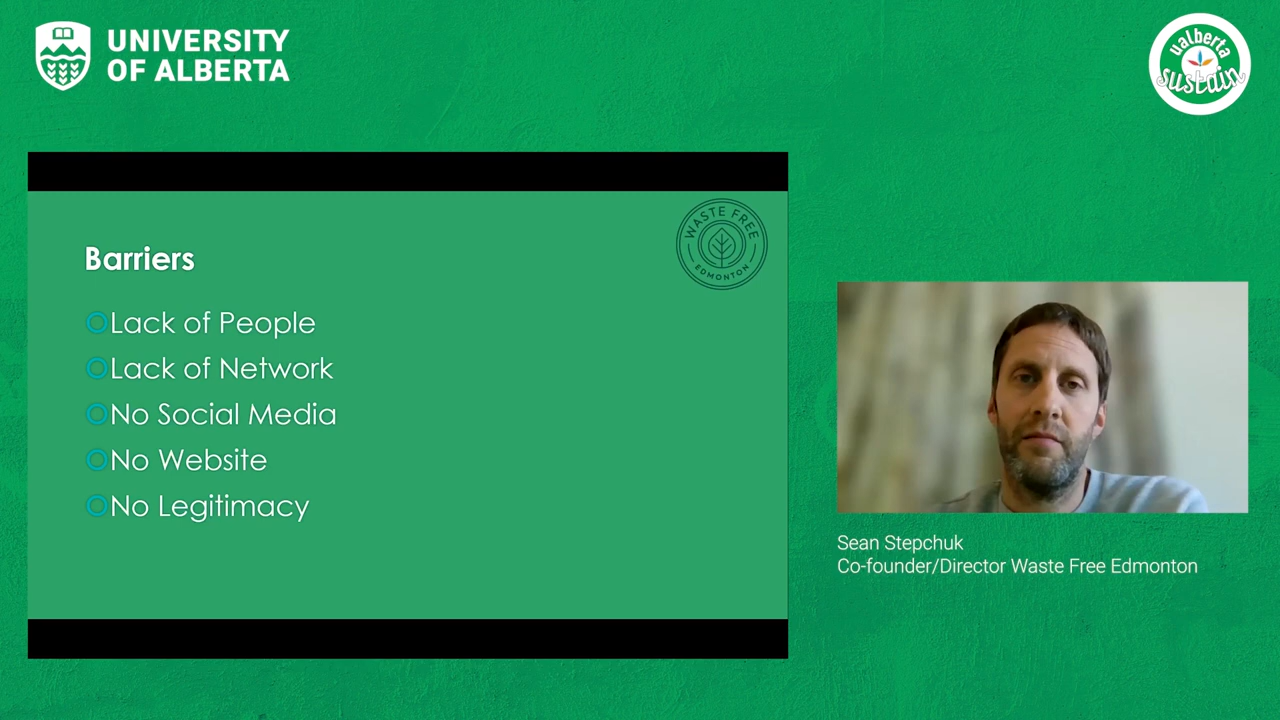 UNIVERSITY
OF ALBERTA
ualberta
sustain
WASTE FREE
EDMONTON
Barriers
Lack of People
Lack of Network
No Social Media
No Website
No Legitimacy
Sean Stepchuk
Co-founder/Director Waste Free Edmonton